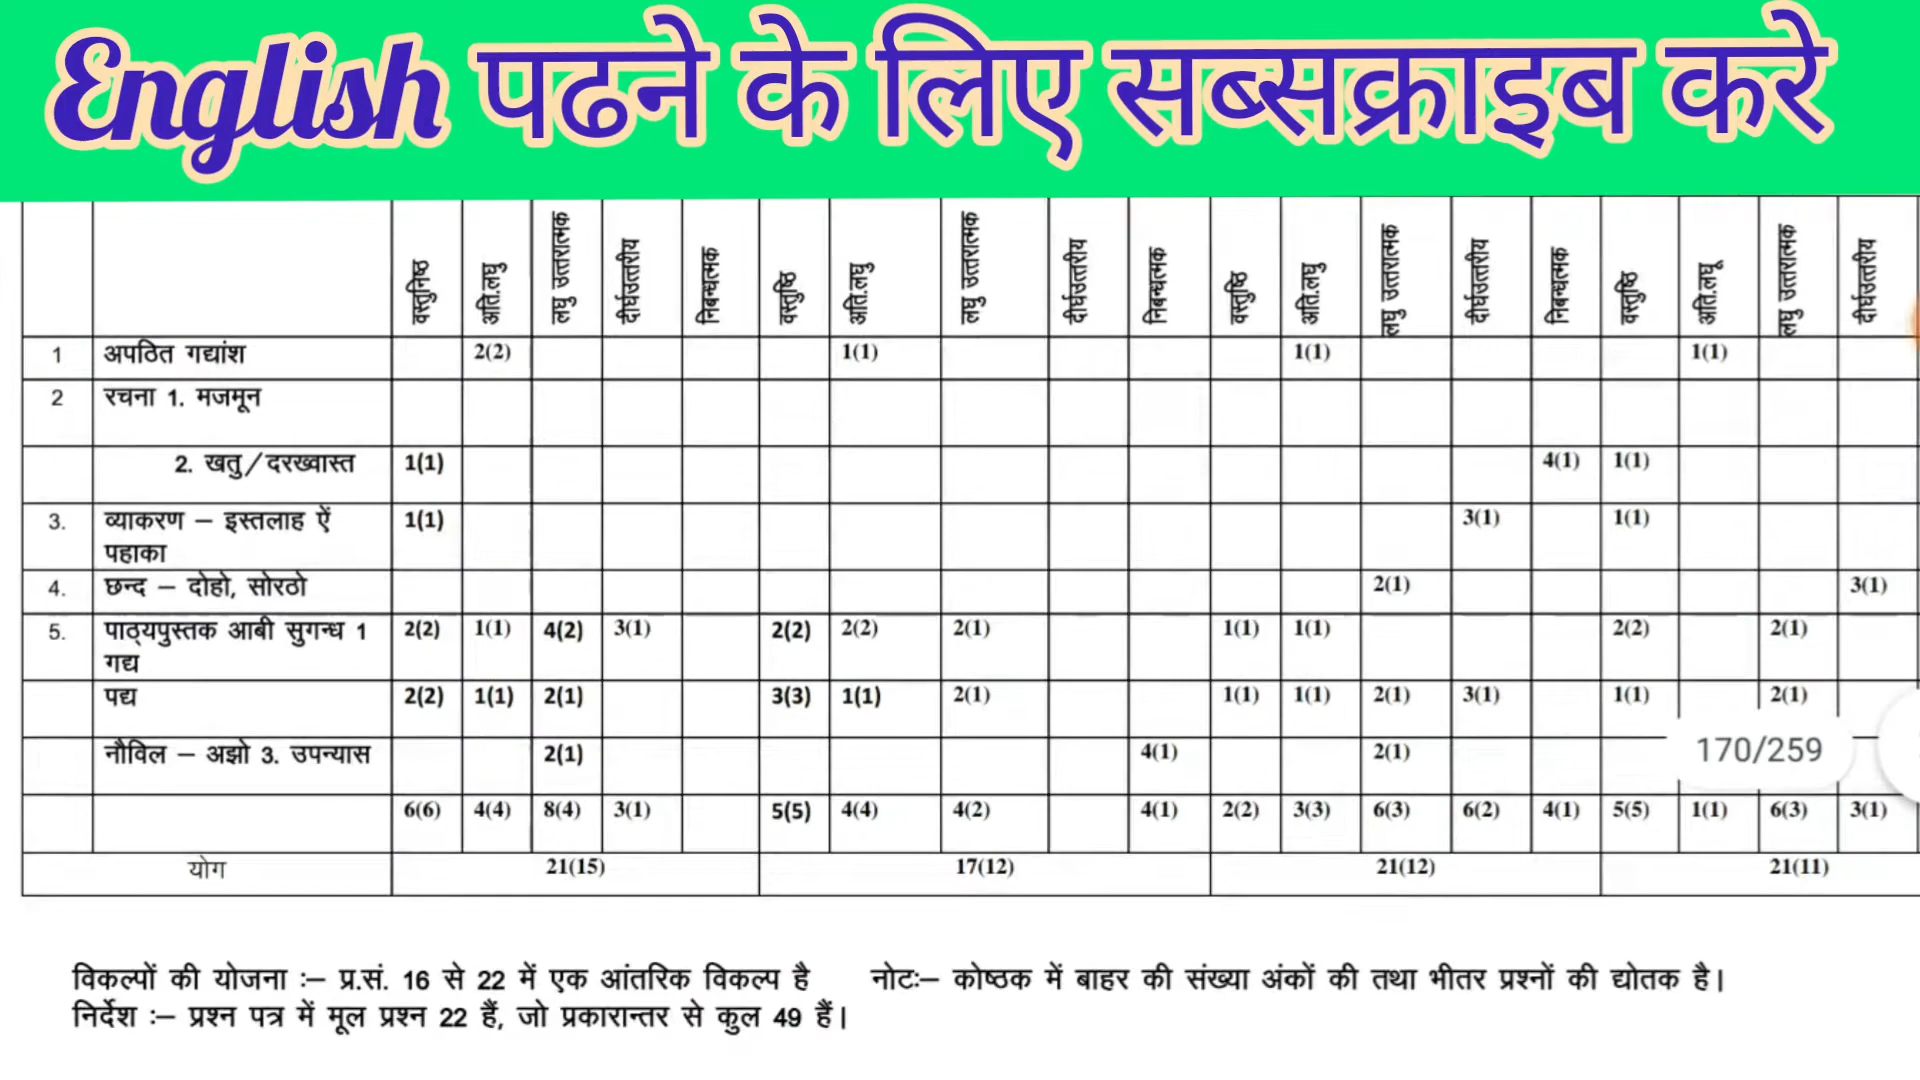 English पढने के लिए सब्सक्राइब करे
वस्तुनिष्ठ अति.लघु लघु उत्तरात्मक दीर्घउत्तरीय निबन्धत्मक वस्तुष्ठि अति.लघु लघु उत्तरात्मक दीर्घउत्तरीय निबन्धत्मक वस्तुष्ठि अति.लघु लघु उत्तरात्मक दीर्घउत्तरीय निबन्धत्मक वस्तुष्ठि अति.लघू लघु उत्तरात्मक दीर्घउत्तरीय
1 अपठित गद्यांश 2(2) 1(1) 1(1) 1(1)
2 रचना 1. मजमून
2. खतु/दरख्वास्त 1(1) 4(1) 1(1)
3. व्याकरण – इस्तलाह ऐं 1(1) 3(1) 1(1)
पहाका
4. छन्द – दोहो, सोरठो 2(1) 3(1)
5. पाठ्यपुस्तक आबी सुगन्ध 1 2(2) 1(1) 4(2) 3(1) 2(2) 2(2) 2(1) 1(1) 1(1) 2(2) 2(1)
गद्य
पद्य 2(2) 1(1) 2(1) 3(3) 1(1) 2(1) 1(1) 1(1) 2(1) 3(1) 1(1) 2(1)
नौविल – अझो 3. उपन्यास 2(1) 4(1) 2(1) 170/259
6(6) 4(4) 8(4) 3(1) 5(5) 4(4) 4(2) 4(1) 2(2) 3(3) 6(3) 6(2) 4(1) 5(5) 1(1) 6(3) 3(1)
योग 21(15) 17(12) 21(12) 21(11)
विकल्पों की योजना :– प्र.सं. 16 से 22 में एक आंतरिक विकल्प है नोटः– कोष्ठक में बाहर की संख्या अंकों की तथा भीतर प्रश्नों की द्योतक है।
निर्देश :– प्रश्न पत्र में मूल प्रश्न 22 हैं, जो प्रकारान्तर से कुल 49 हैं।